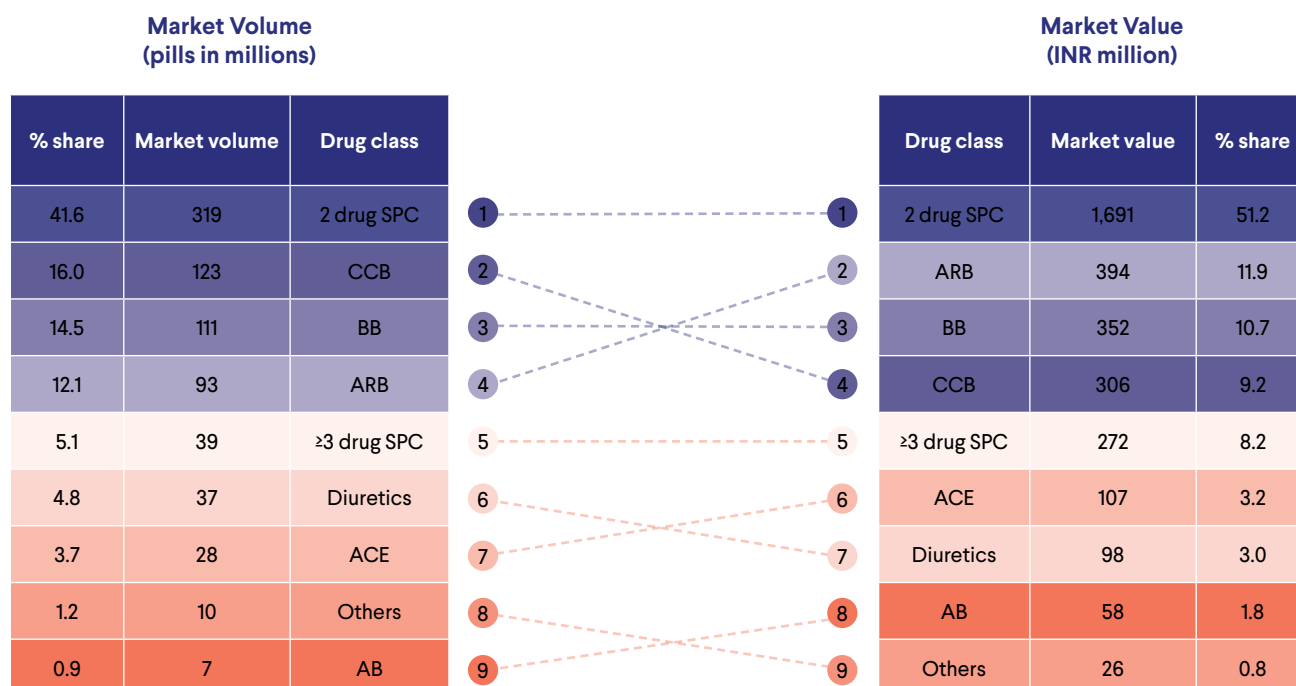 Market Volume
(pills in millions)
Market Value
(INR million)
% share Market volume Drug class
Drug class Market value % share
41.6 319 2 drug SPC 1 1 2 drug SPC 1,691 51.2
16.0 123 CCB 2 2 ARB 394 11.9
14.5 111 BB 3 3 BB 352 10.7
12.1 93 ARB 4 4 CCB 306 9.2
5.1 39 ≥3 drug SPC 5 5 ≥3 drug SPC 272 8.2
4.8 37 Diuretics 6 6 ACE 107 3.2
3.7 28 ACE 7 7 Diuretics 98 3.0
1.2 10 Others 8 8 AB 58 1.8
0.9 7 AB 9 9 Others 26 0.8